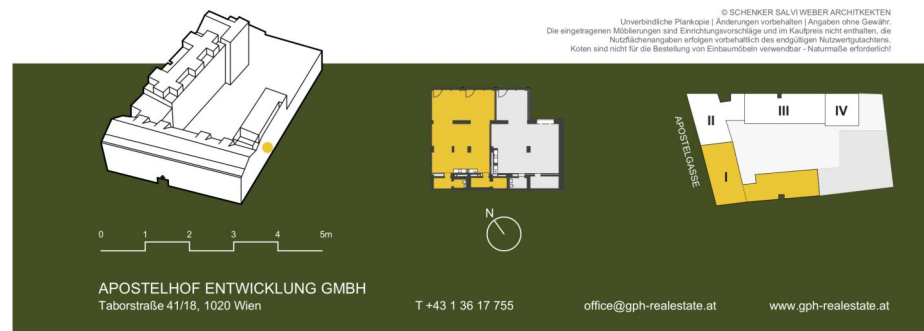 © SCHENKER SALVI WEBER ARCHITKEKTEN
Unverbindliche Plankopie | Änderungen vorbehalten | Angaben ohne Gewähr.
Die eingetragenen Möblierungen sind Einrichtungsvorschläge und im Kaufpreis nicht enthalten, die
Nutzflächenangaben erfolgen vorbehaltlich des endgültigen Nutzwertgutachtens.
Koten sind nicht für die Bestellung von Einbaumöbeln verwendbar - Naturmaße erforderlich!
II III IV
APOSTELGASSE
I
N
0 1 2 3 4 5m
APOSTELHOF ENTWICKLUNG GMBH
Taborstraße 41/18, 1020 Wien T +43 1 36 17 755 office@gph-realestate.at www.gph-realestate.at